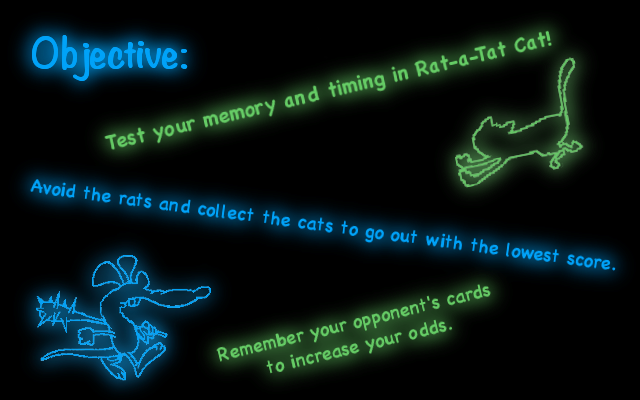 Objective:
Test your memory and timing in Rat-a-Tat Cat!
Avoid the rats and collect the cats to go out with the lowest score.
Remember your opponent's cards
to increase your odds.